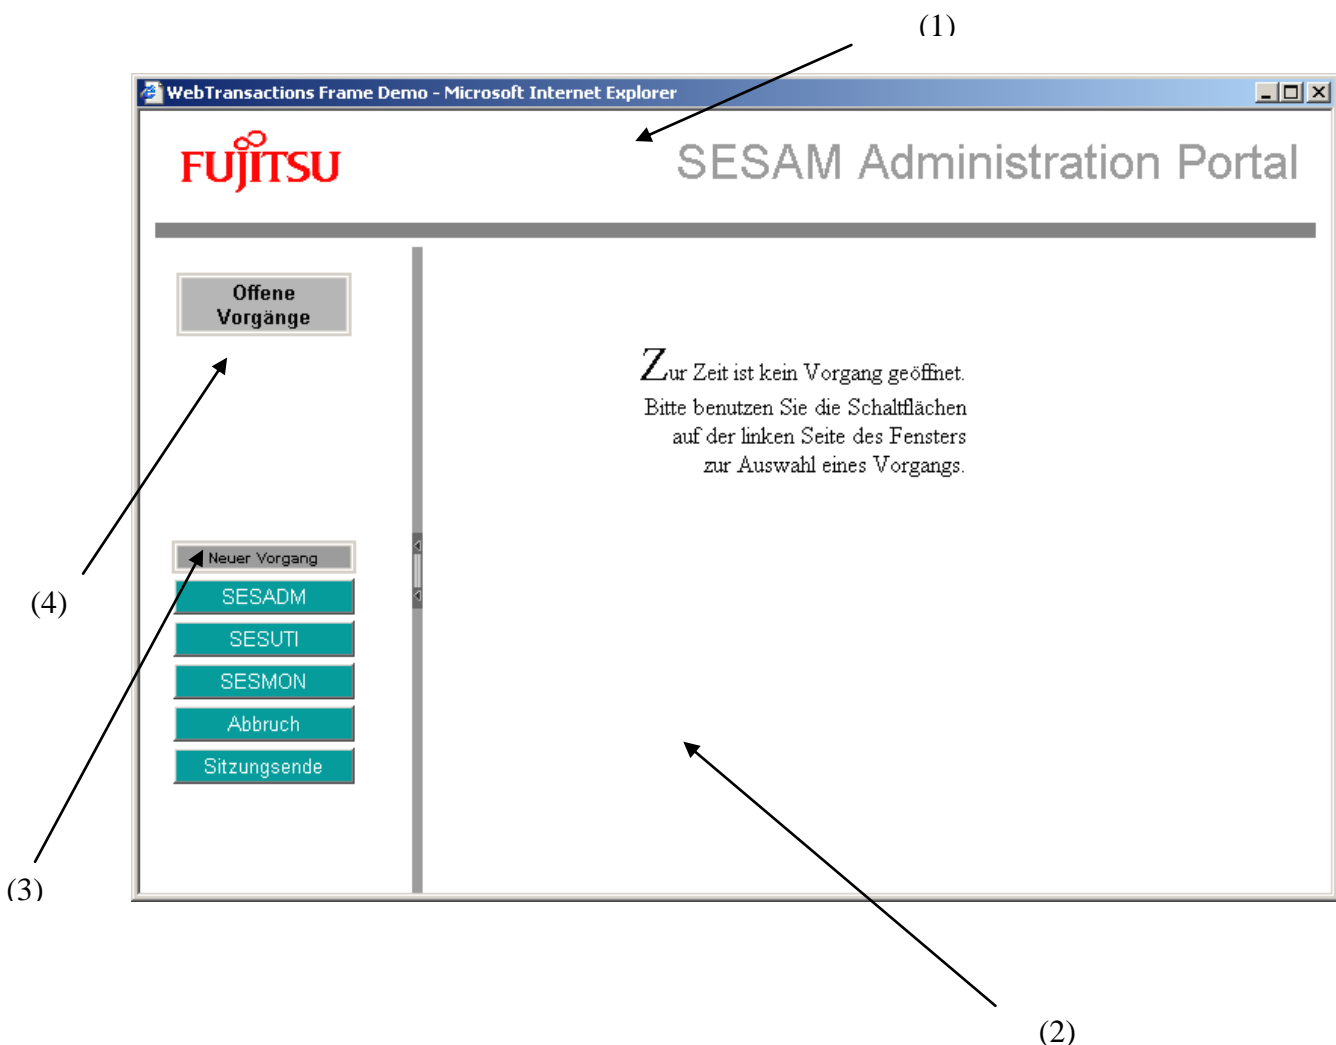 (1)
WebTransactions Frame Demo - Microsoft Internet Explorer
FUJITSU
SESAM Administration Portal
Offene
Vorgänge
Zur Zeit ist kein Vorgang geöffnet.
Bitte benutzen Sie die Schaltflächen
auf der linken Seite des Fensters
zur Auswahl eines Vorgangs.
Neuer Vorgang
SESADM
(4)
SESUTI
SESMON
Abbruch
Sitzungsende
(3)
(2)